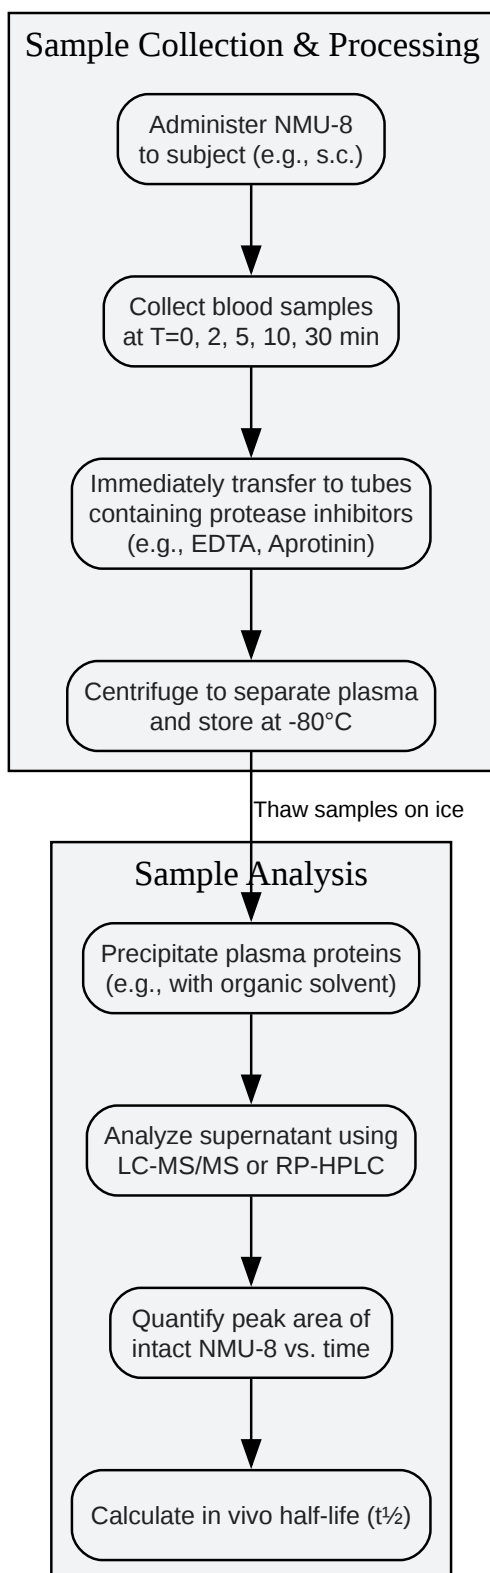 Sample Collection & Processing
Administer NMU-8
to subject (e.g., s.c.)
Collect blood samples
at T=0, 2, 5, 10, 30 min
Immediately transfer to tubes
containing protease inhibitors
(e.g., EDTA, Aprotinin)
Centrifuge to separate plasma
and store at -80°C
Thaw samples on ice
Sample Analysis
Precipitate plasma proteins
(e.g., with organic solvent)
Analyze supernatant using
LC-MS/MS or RP-HPLC
Quantify peak area of
intact NMU-8 vs. time
Calculate in vivo half-life (t½)